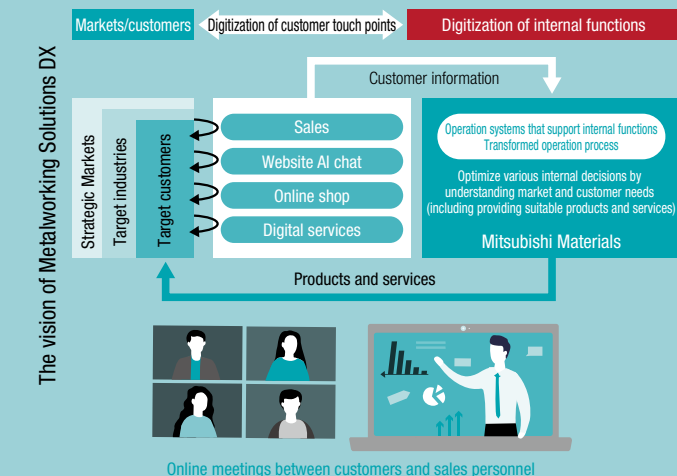 The vision of Metalworking Solutions DX
Markets/customers
Digitization of customer touch points
Digitization of internal functions
Customer information
Strategic Markets
Target industries
Target customers
Sales
Website AI chat
Online shop
Digital services
Operation systems that support internal functions
Transformed operation process
Optimize various internal decisions by
understanding market and customer needs
(including providing suitable products and services)
Mitsubishi Materials
Products and services
Online meetings between customers and sales personnel